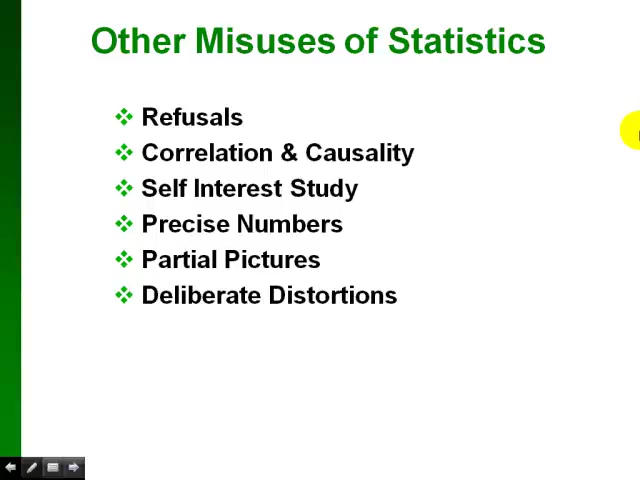 Other Misuses of Statistics
Refusals
Correlation & Causality
Self Interest Study
Precise Numbers
Partial Pictures
Deliberate Distortions